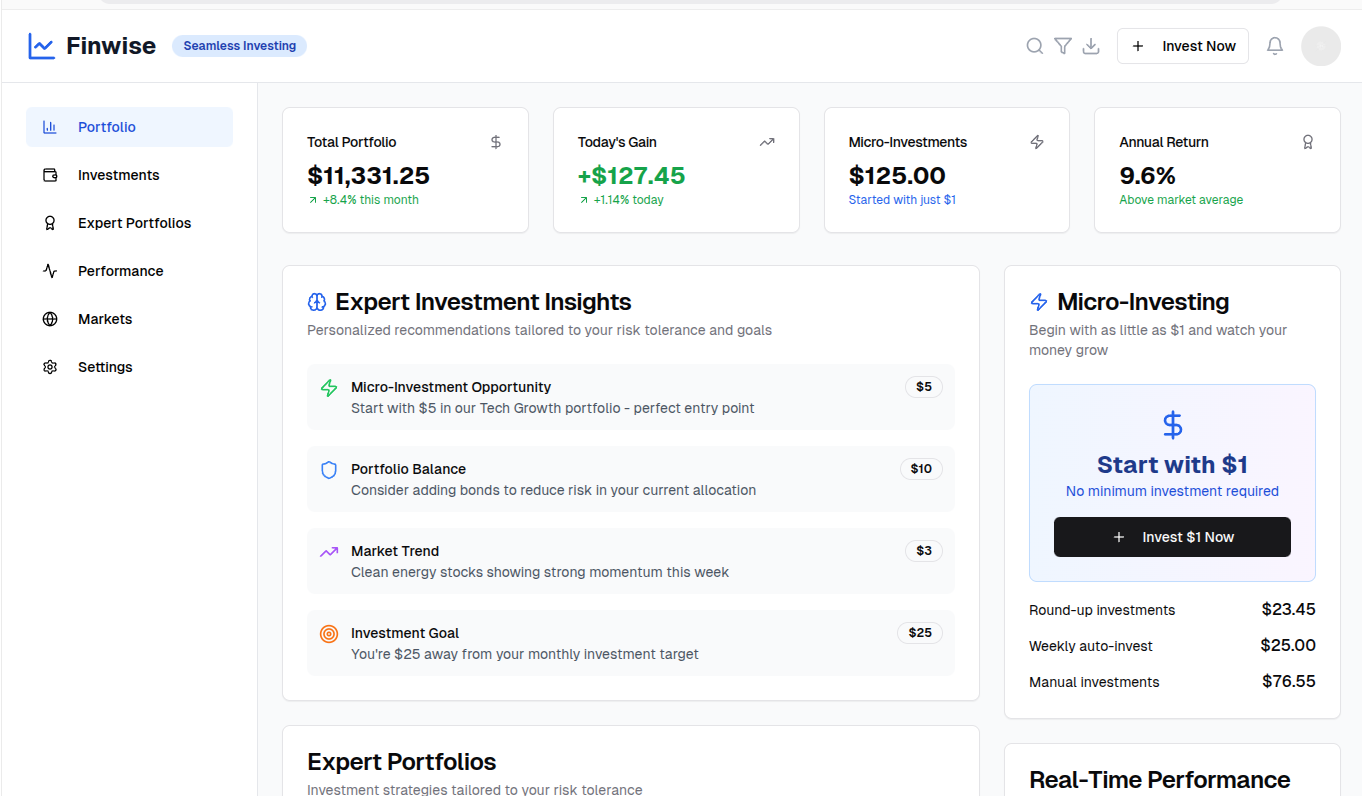 Finwise
Seamless Investing
Invest Now
Portfolio
Investments
Expert Portfolios
Performance
Markets
Settings
Total Portfolio
$11,331.25
+8.4% this month
Today's Gain
+$127.45
+1.14% today
Micro-Investments
$125.00
Started with just $1
Annual Return
9.6%
Above market average
Expert Investment Insights
Personalized recommendations tailored to your risk tolerance and goals
Micro-Investment Opportunity $5
Start with $5 in our Tech Growth portfolio - perfect entry point
Portfolio Balance $10
Consider adding bonds to reduce risk in your current allocation
Market Trend $3
Clean energy stocks showing strong momentum this week
Investment Goal $25
You're $25 away from your monthly investment target
Micro-Investing
Begin with as little as $1 and watch your
money grow
Start with $1
No minimum investment required
Invest $1 Now
Round-up investments $23.45
Weekly auto-invest $25.00
Manual investments $76.55
Expert Portfolios
Investment strategies tailored to your risk tolerance
Real-Time Performance